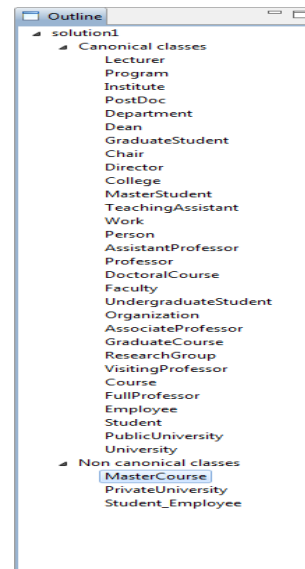 Outline
solution1
Canonical classes
Lecturer
Program
Institute
PostDoc
Department
Dean
GraduateStudent
Chair
Director
College
MasterStudent
TeachingAssistant
Work
Person
AssistantProfessor
Professor
DoctoralCourse
Faculty
UndergraduateStudent
Organization
AssociateProfessor
GraduateCourse
ResearchGroup
VisitingProfessor
Course
FullProfessor
Employee
Student
PublicUniversity
University
Non canonical classes
MasterCourse
PrivateUniversity
Student_Employee